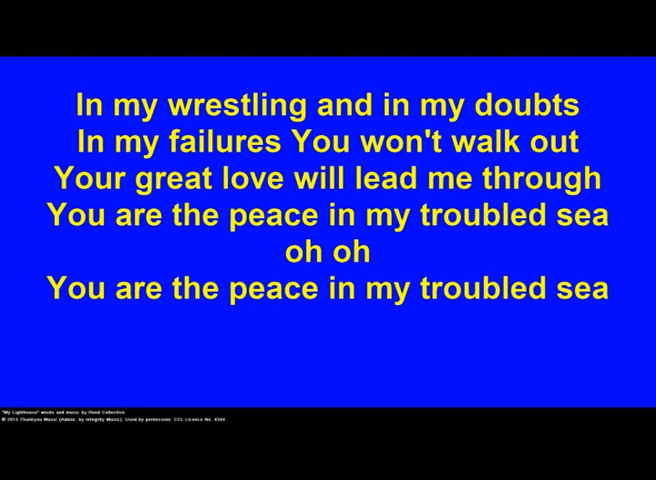 In my wrestling and in my doubts
In my failures You won't walk out
Your great love will lead me through
You are the peace in my troubled sea
oh oh
You are the peace in my troubled sea
"My Lighthouse" words and music by Rend Collective.
© 2013 Thankyou Music (Admin. by Integrity Music). Used by permission. CCL Licence No. 4344